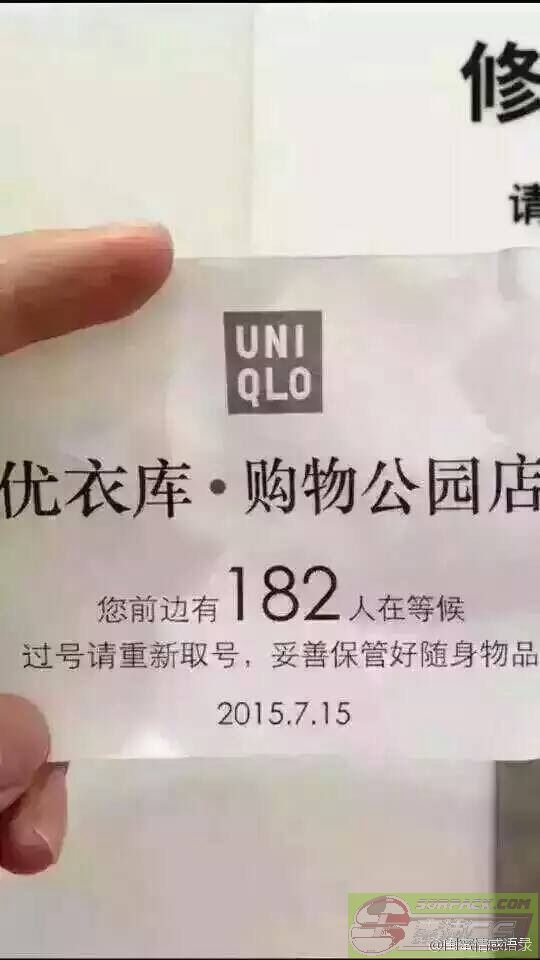 修
请
UNI
QLO
优衣库·购物公园店
您前边有182人在等候
过号请重新取号，妥善保管好随身物品
2015.7.15
SURPACK.COM